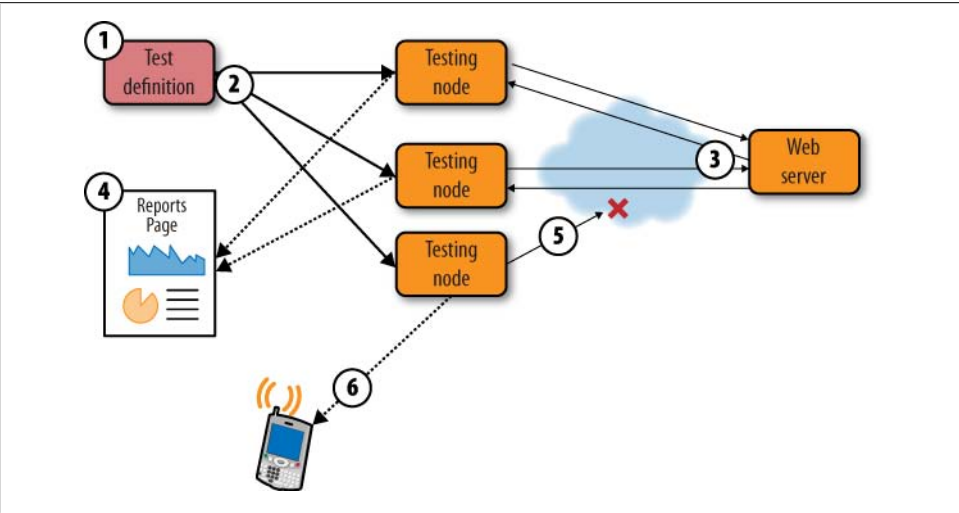 1
Test
definition
2
Testing
node
Testing
node
3
Web
server
4
Reports
Page
Testing
node
5
6